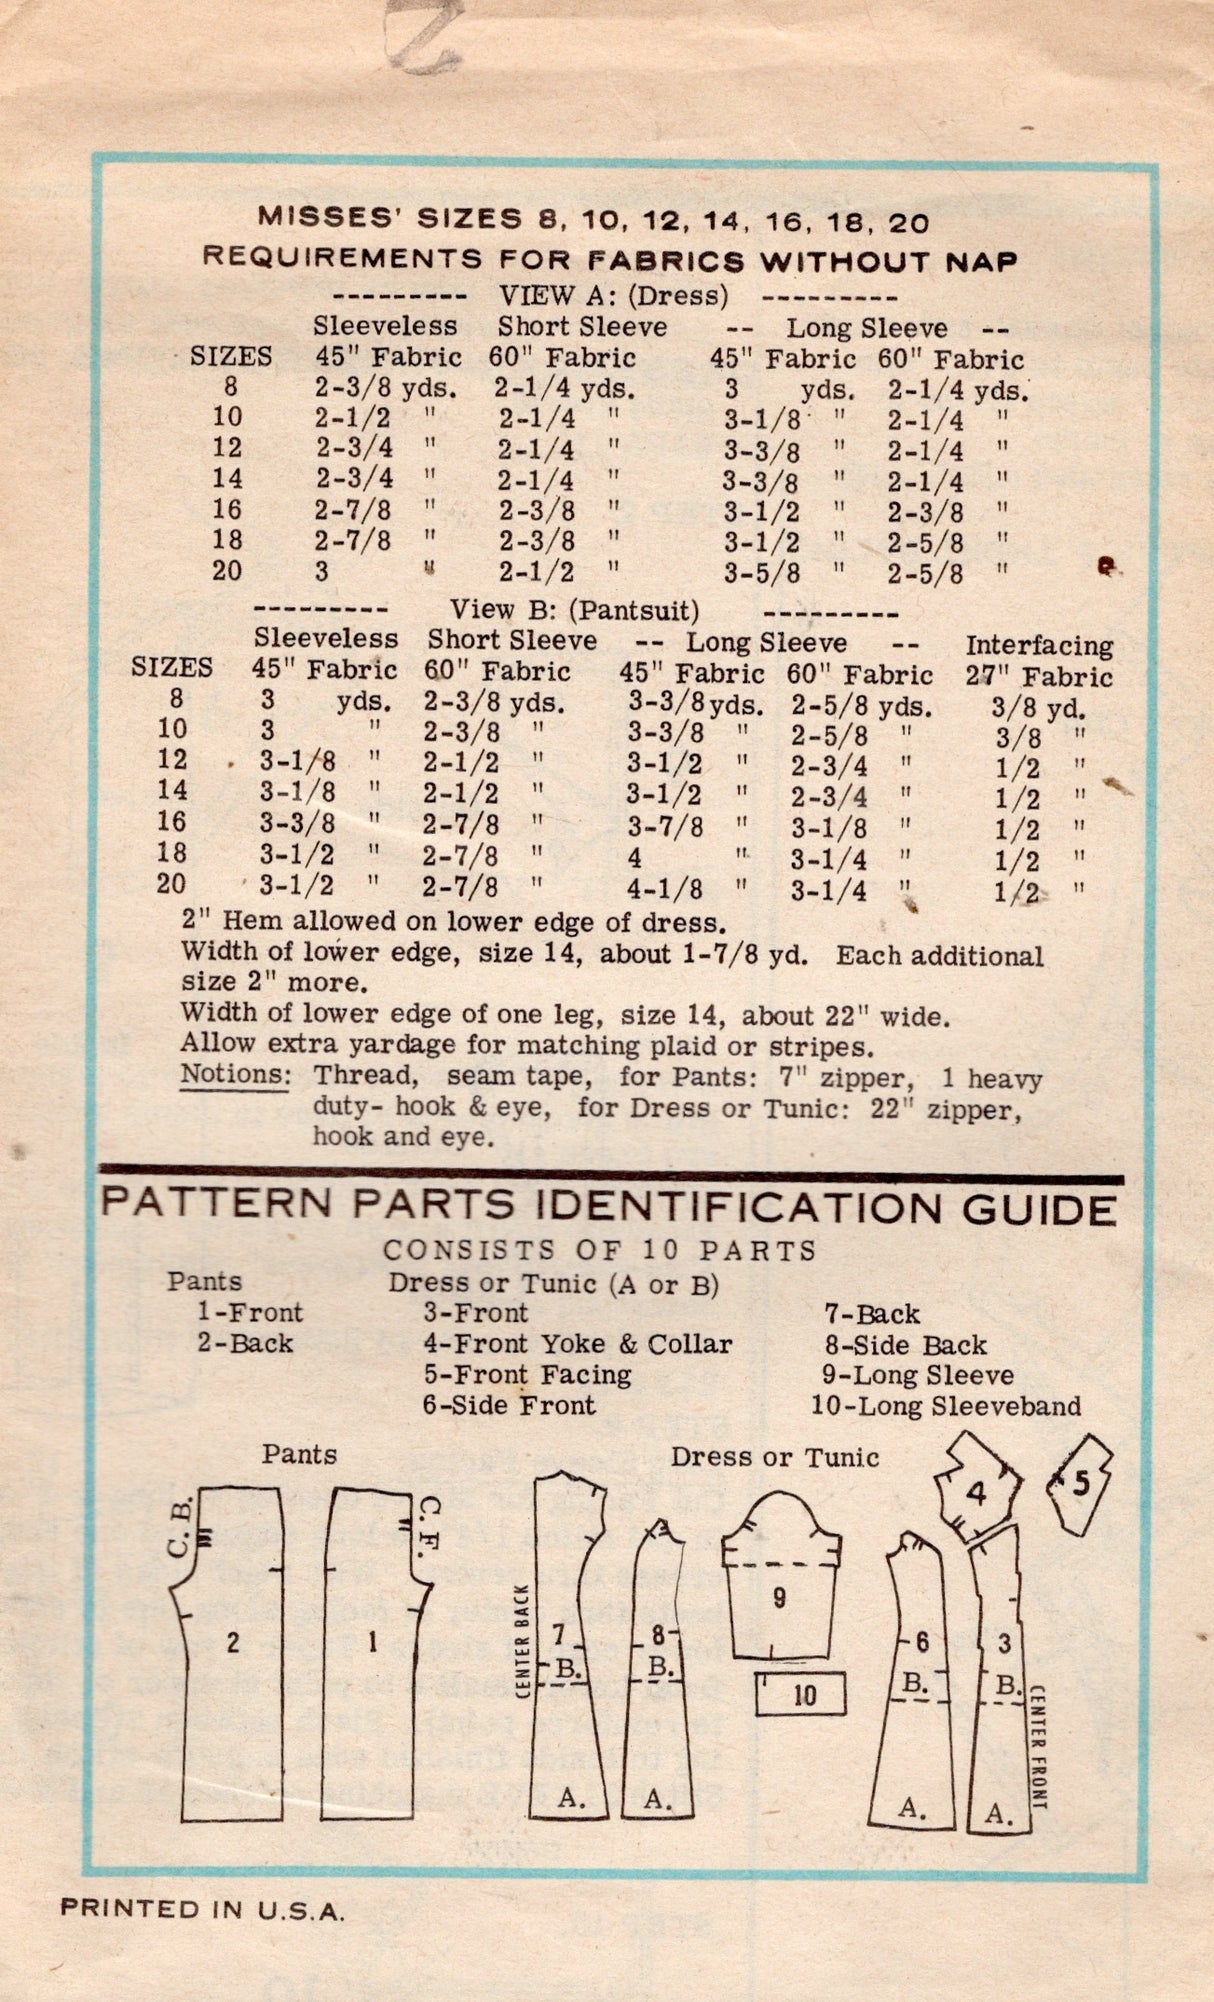 Z
MISSES' SIZES 8, 10, 12, 14, 16, 18, 20
REQUIREMENTS FOR FABRICS WITHOUT NAP
--------- VIEW A: (Dress) ---------
Sleeveless Short Sleeve -- Long Sleeve --
SIZES 45" Fabric 60" Fabric 45" Fabric 60" Fabric
8 2-3/8 yds. 2-1/4 yds. 3 yds. 2-1/4 yds.
10 2-1/2 " 2-1/4 " 3-1/8 " 2-1/4 "
12 2-3/4 " 2-1/4 " 3-3/8 " 2-1/4 "
14 2-3/4 " 2-1/4 " 3-3/8 " 2-1/4 "
16 2-7/8 " 2-3/8 " 3-1/2 " 2-3/8 "
18 2-7/8 " 2-3/8 " 3-1/2 " 2-5/8 "
20 3 " 2-1/2 " 3-5/8 " 2-5/8 "
--------- View B: (Pantsuit) ---------
Sleeveless Short Sleeve -- Long Sleeve -- Interfacing
SIZES 45" Fabric 60" Fabric 45" Fabric 60" Fabric 27" Fabric
8 3 yds. 2-3/8 yds. 3-3/8 yds. 2-5/8 yds. 3/8 yd.
10 3 " 2-3/8 " 3-3/8 " 2-5/8 " 3/8 "
12 3-1/8 " 2-1/2 " 3-1/2 " 2-3/4 " 1/2 "
14 3-1/8 " 2-1/2 " 3-1/2 " 2-3/4 " 1/2 "
16 3-3/8 " 2-7/8 " 3-7/8 " 3-1/8 " 1/2 "
18 3-1/2 " 2-7/8 " 4 " 3-1/4 " 1/2 "
20 3-1/2 " 2-7/8 " 4-1/8 " 3-1/4 " 1/2 "
2" Hem allowed on lower edge of dress.
Width of lower edge, size 14, about 1-7/8 yd. Each additional
size 2" more.
Width of lower edge of one leg, size 14, about 22" wide.
Allow extra yardage for matching plaid or stripes.
Notions: Thread, seam tape, for Pants: 7" zipper, 1 heavy
duty- hook & eye, for Dress or Tunic: 22" zipper,
hook and eye.
PATTERN PARTS IDENTIFICATION GUIDE
CONSISTS OF 10 PARTS
Pants Dress or Tunic (A or B)
1-Front 3-Front 7-Back
2-Back 4-Front Yoke & Collar 8-Side Back
5-Front Facing 9-Long Sleeve
6-Side Front 10-Long Sleeveband
Pants Dress or Tunic
C.B.
2
C.F.
1
CENTER BACK
7
B.
A.
8
B.
A.
9
10
4
5
6
B.
A.
3
B.
A.
CENTER FRONT
PRINTED IN U.S.A.